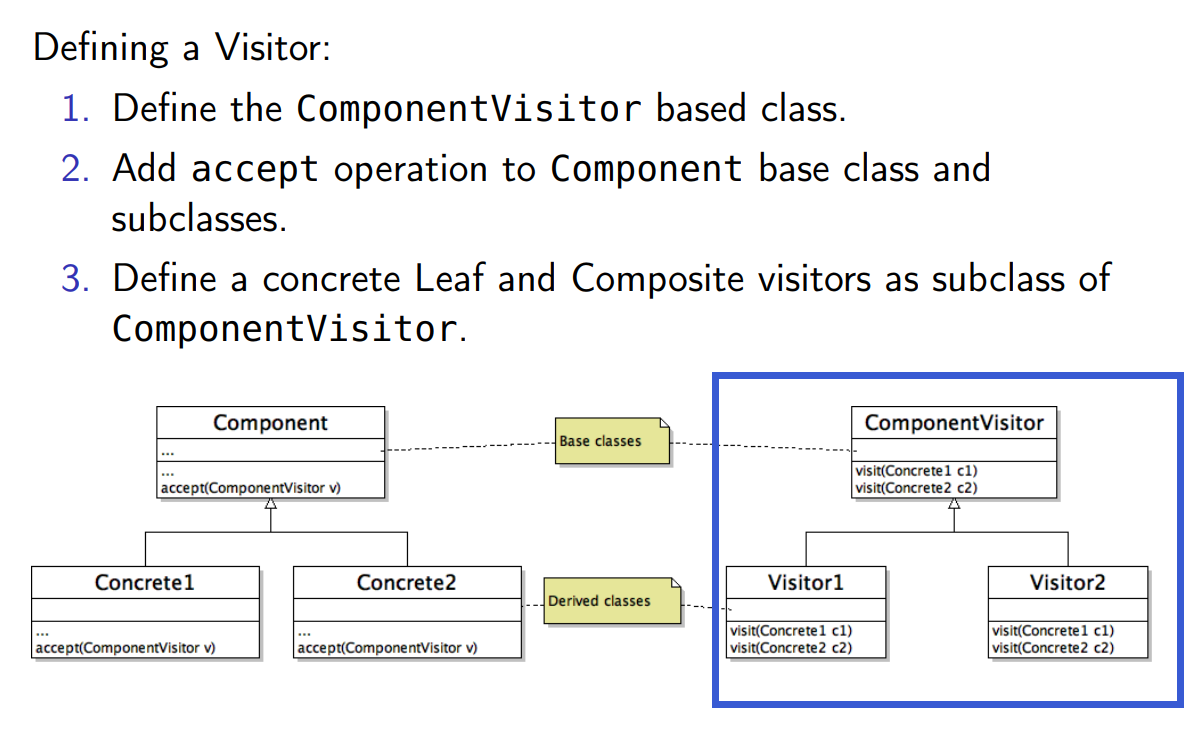 Defining a Visitor:
1. Define the ComponentVisitor based class.
2. Add accept operation to Component base class and
subclasses.
3. Define a concrete Leaf and Composite visitors as subclass of
ComponentVisitor.
Component
...
...
accept(ComponentVisitor v)
Base classes
ComponentVisitor
visit(Concrete1 c1)
visit(Concrete2 c2)
Concrete1
...
accept(ComponentVisitor v)
Concrete2
...
accept(ComponentVisitor v)
Derived classes
Visitor1
visit(Concrete1 c1)
visit(Concrete2 c2)
Visitor2
visit(Concrete1 c1)
visit(Concrete2 c2)